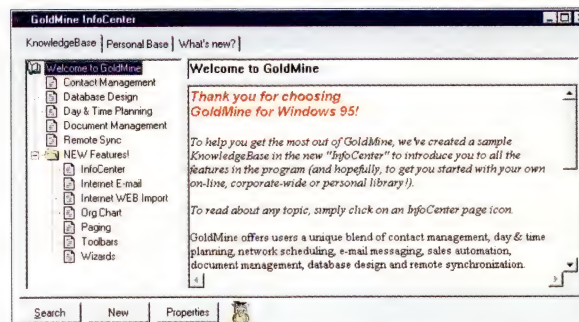 GoldMine InfoCenter
KnowledgeBase Personal Base What's new?
Welcome to GoldMine
Contact Management
Database Design
Day & Time Planning
Document Management
Remote Sync
NEW Features!
InfoCenter
Internet E-mail
Internet WEB Import
Org Chart
Paging
Toolbars
Wizards
Welcome to GoldMine
Thank you for choosing
GoldMine for Windows 95!
To help you get the most out of GoldMine, we've created a sample
KnowledgeBase in the new "InfoCenter" to introduce you to all the
features in the program (and hopefully, to get you started with your own
on-line, corporate-wide or personal library!).
To read about any topic, simply click on an InfoCenter page icon.
GoldMine offers users a unique blend of contact management, day & time
planning, network scheduling, e-mail messaging, sales automation,
document management, database design and remote synchronization.
Search New Properties